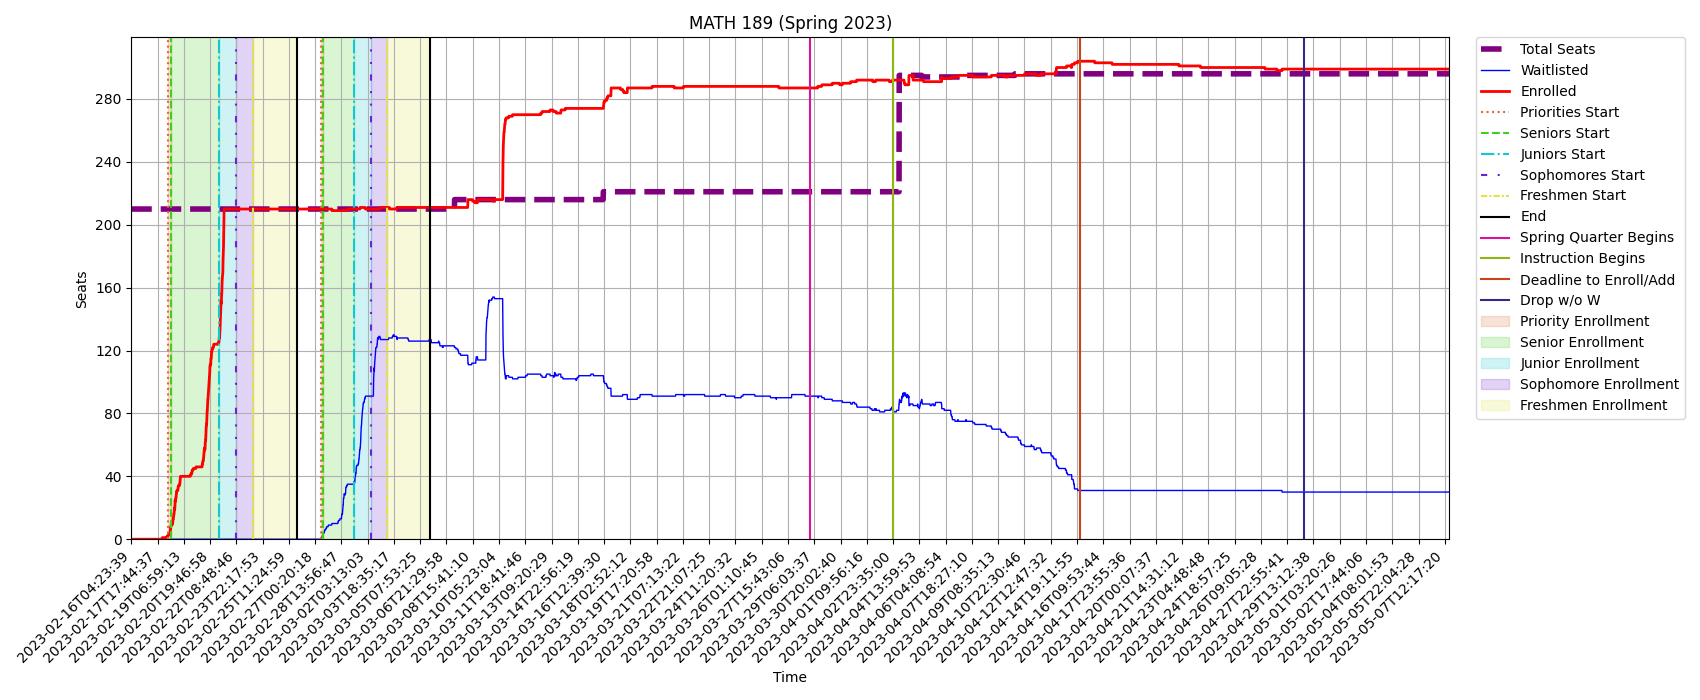 MATH 189 (Spring 2023)
Seats
280
240
200
160
120
80
40
0
2023-02-16T04:23:39
2023-02-17T17:44:37
2023-02-19T06:59:13
2023-02-20T19:46:58
2023-02-22T08:48:46
2023-02-23T22:17:53
2023-02-25T11:24:59
2023-02-27T00:20:18
2023-02-28T13:56:47
2023-03-02T03:13:03
2023-03-03T18:35:17
2023-03-05T07:53:25
2023-03-06T21:29:58
2023-03-08T15:41:10
2023-03-10T05:23:04
2023-03-11T18:41:46
2023-03-13T09:20:29
2023-03-14T22:56:19
2023-03-16T12:39:30
2023-03-18T02:52:12
2023-03-19T17:20:58
2023-03-21T07:13:22
2023-03-22T21:07:25
2023-03-24T11:20:32
2023-03-26T01:10:45
2023-03-27T15:43:06
2023-03-29T06:03:37
2023-03-30T20:02:40
2023-04-01T09:56:16
2023-04-02T23:35:00
2023-04-04T13:59:53
2023-04-06T04:08:54
2023-04-07T18:27:10
2023-04-09T08:35:13
2023-04-10T22:30:46
2023-04-12T12:47:32
2023-04-14T19:11:55
2023-04-16T09:53:44
2023-04-17T23:55:36
2023-04-20T00:07:37
2023-04-21T14:31:12
2023-04-23T04:48:48
2023-04-24T18:57:25
2023-04-26T09:05:28
2023-04-27T22:55:41
2023-04-29T13:12:38
2023-05-01T03:20:26
2023-05-02T17:44:06
2023-05-04T08:01:53
2023-05-05T22:04:28
2023-05-07T12:17:20
Time
Total Seats
Waitlisted
Enrolled
Priorities Start
Seniors Start
Juniors Start
Sophomores Start
Freshmen Start
End
Spring Quarter Begins
Instruction Begins
Deadline to Enroll/Add
Drop w/o W
Priority Enrollment
Senior Enrollment
Junior Enrollment
Sophomore Enrollment
Freshmen Enrollment